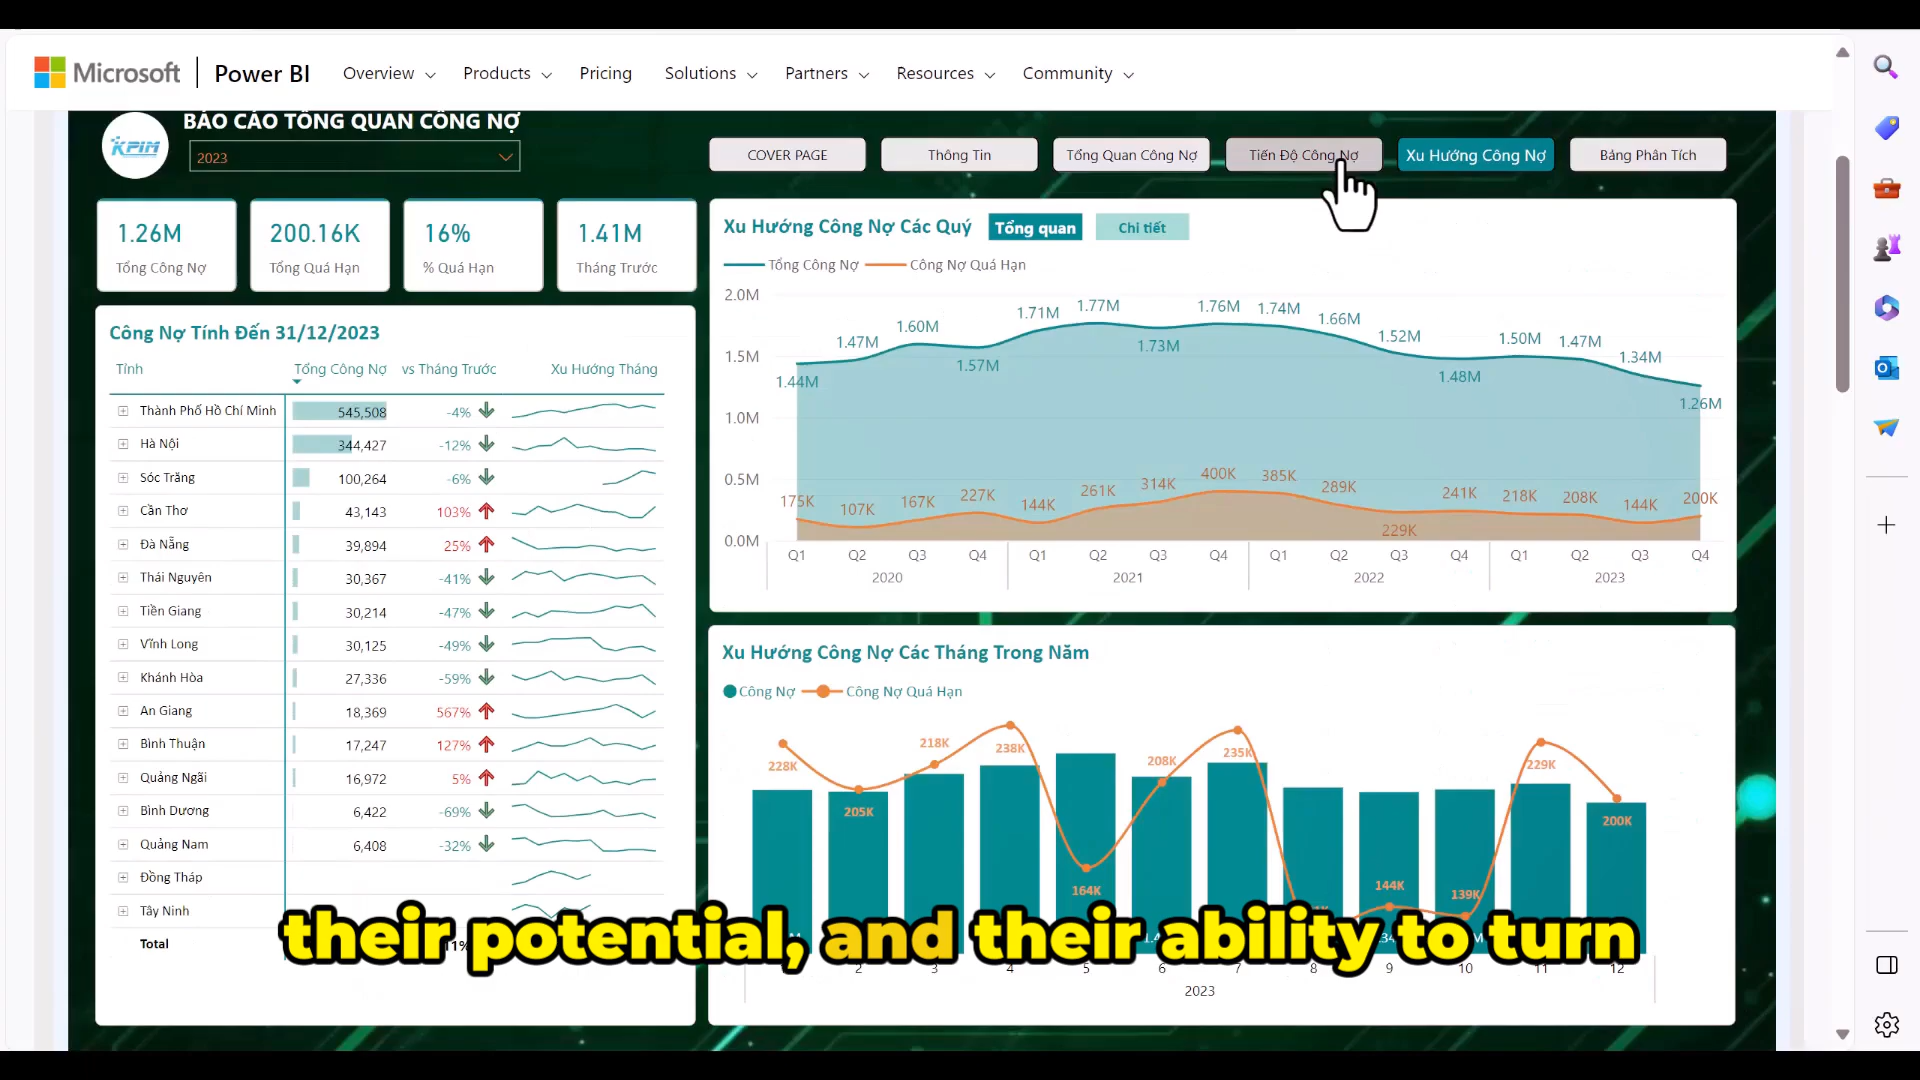 Microsoft
Power BI
Overview
Products
Pricing
Solutions
Partners
Resources
Community
BÁO CÁO TỔNG QUAN CÔNG NỢ
KPIM
2023
COVER PAGE
Thông Tin
Tổng Quan Công Nợ
Tiến Độ Công Nợ
Xu Hướng Công Nợ
Bảng Phân Tích
1.26M
Tổng Công Nợ
200.16K
Tổng Quá Hạn
16%
% Quá Hạn
1.41M
Tháng Trước
Công Nợ Tính Đến 31/12/2023
Tỉnh Tổng Công Nợ vs Tháng Trước Xu Hướng Tháng
Thành Phố Hồ Chí Minh 545,508 -4%
Hà Nội 344,427 -12%
Sóc Trăng 100,264 -6%
Cần Thơ 43,143 103%
Đà Nẵng 39,894 25%
Thái Nguyên 30,367 -41%
Tiền Giang 30,214 -47%
Vĩnh Long 30,125 -49%
Khánh Hòa 27,336 -59%
An Giang 18,369 567%
Bình Thuận 17,247 127%
Quảng Ngãi 16,972 5%
Bình Dương 6,422 -69%
Quảng Nam 6,408 -32%
Đồng Tháp
Tây Ninh
Total
Xu Hướng Công Nợ Các Quý
Tổng quan
Chi tiết
Tổng Công Nợ Công Nợ Quá Hạn
2.0M
1.5M
1.0M
0.5M
0.0M
1.44M 1.47M 1.60M 1.57M 1.71M 1.77M 1.73M 1.76M 1.74M 1.66M 1.52M 1.48M 1.50M 1.47M 1.34M 1.26M
175K 107K 167K 227K 144K 261K 314K 400K 385K 289K 229K 241K 218K 208K 144K 200K
Q1 Q2 Q3 Q4 Q1 Q2 Q3 Q4 Q1 Q2 Q3 Q4 Q1 Q2 Q3 Q4
2020 2021 2022 2023
Xu Hướng Công Nợ Các Tháng Trong Năm
Công Nợ Công Nợ Quá Hạn
228K 205K 218K 238K 164K 208K 235K 144K 139K 229K 200K
their potential, and their ability to turn
2 3 4 5 6 7 8 9 10 11 12
2023